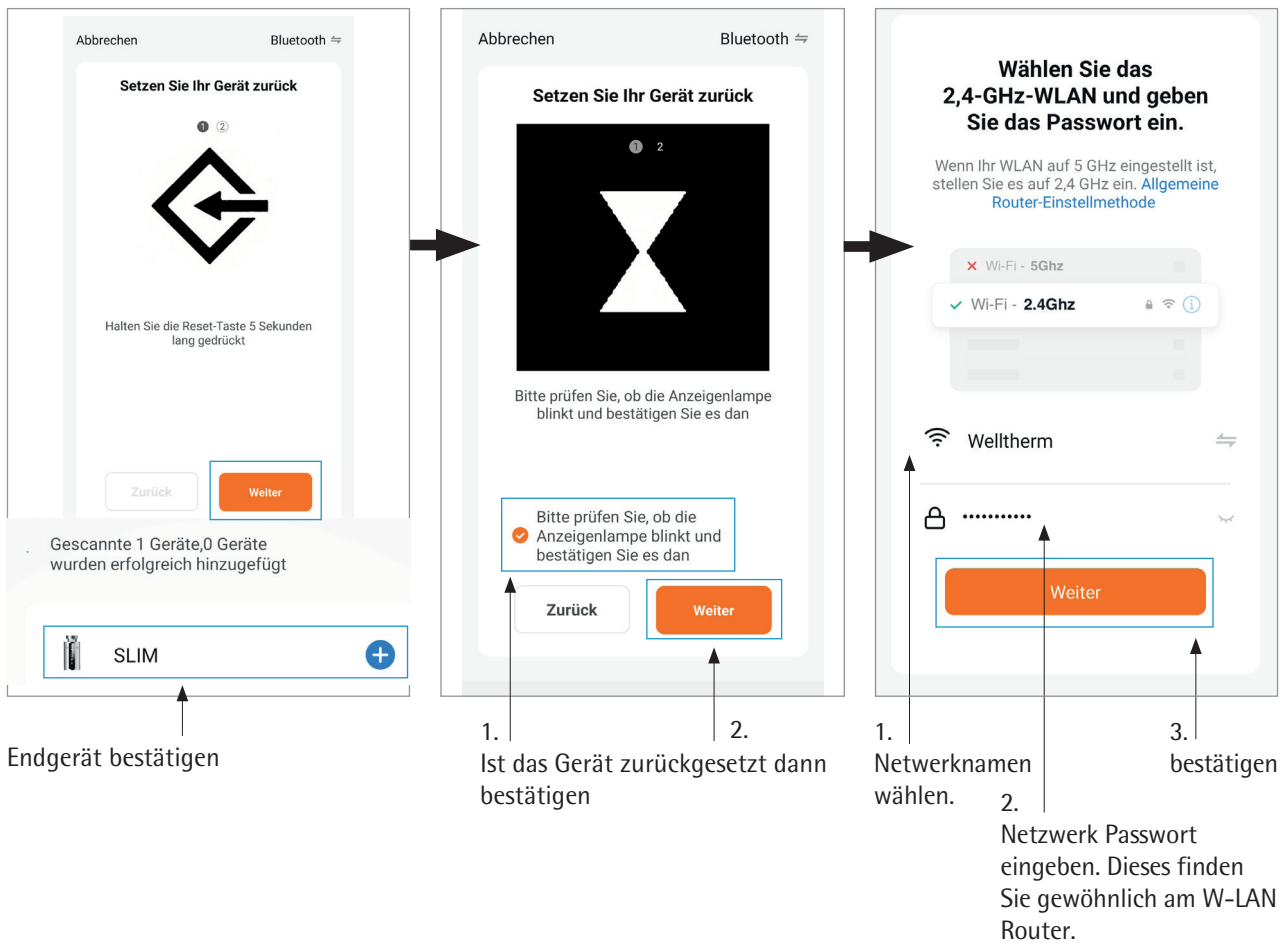 Abbrechen
Bluetooth
Setzen Sie Ihr Gerät zurück
1 2
Halten Sie die Reset-Taste 5 Sekunden
lang gedrückt
Zurück
Weiter
Gescannte 1 Geräte,0 Geräte
wurden erfolgreich hinzugefügt
SLIM
Endgerät bestätigen
Abbrechen
Bluetooth
Setzen Sie Ihr Gerät zurück
1 2
Bitte prüfen Sie, ob die Anzeigenlampe
blinkt und bestätigen Sie es dan
Bitte prüfen Sie, ob die
Anzeigenlampe blinkt und
bestätigen Sie es dan
Zurück
Weiter
1.
2.
Ist das Gerät zurückgesetzt dann
bestätigen
Wählen Sie das
2,4-GHz-WLAN und geben
Sie das Passwort ein.
Wenn Ihr WLAN auf 5 GHz eingestellt ist,
stellen Sie es auf 2,4 GHz ein. Allgemeine
Router-Einstellmethode
Wi-Fi - 5Ghz
Wi-Fi - 2.4Ghz
Welltherm
•••••••••••
Weiter
1.
Netwerknamen
wählen.
2.
Netzwerk Passwort
eingeben. Dieses finden
Sie gewöhnlich am W-LAN
Router.
3.
bestätigen